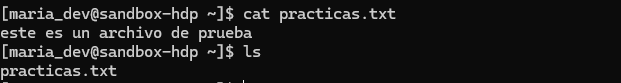 [maria_dev@sandbox-hdp ~]$ cat practicas.txt
este es un archivo de prueba
[maria_dev@sandbox-hdp ~]$ ls
practicas.txt